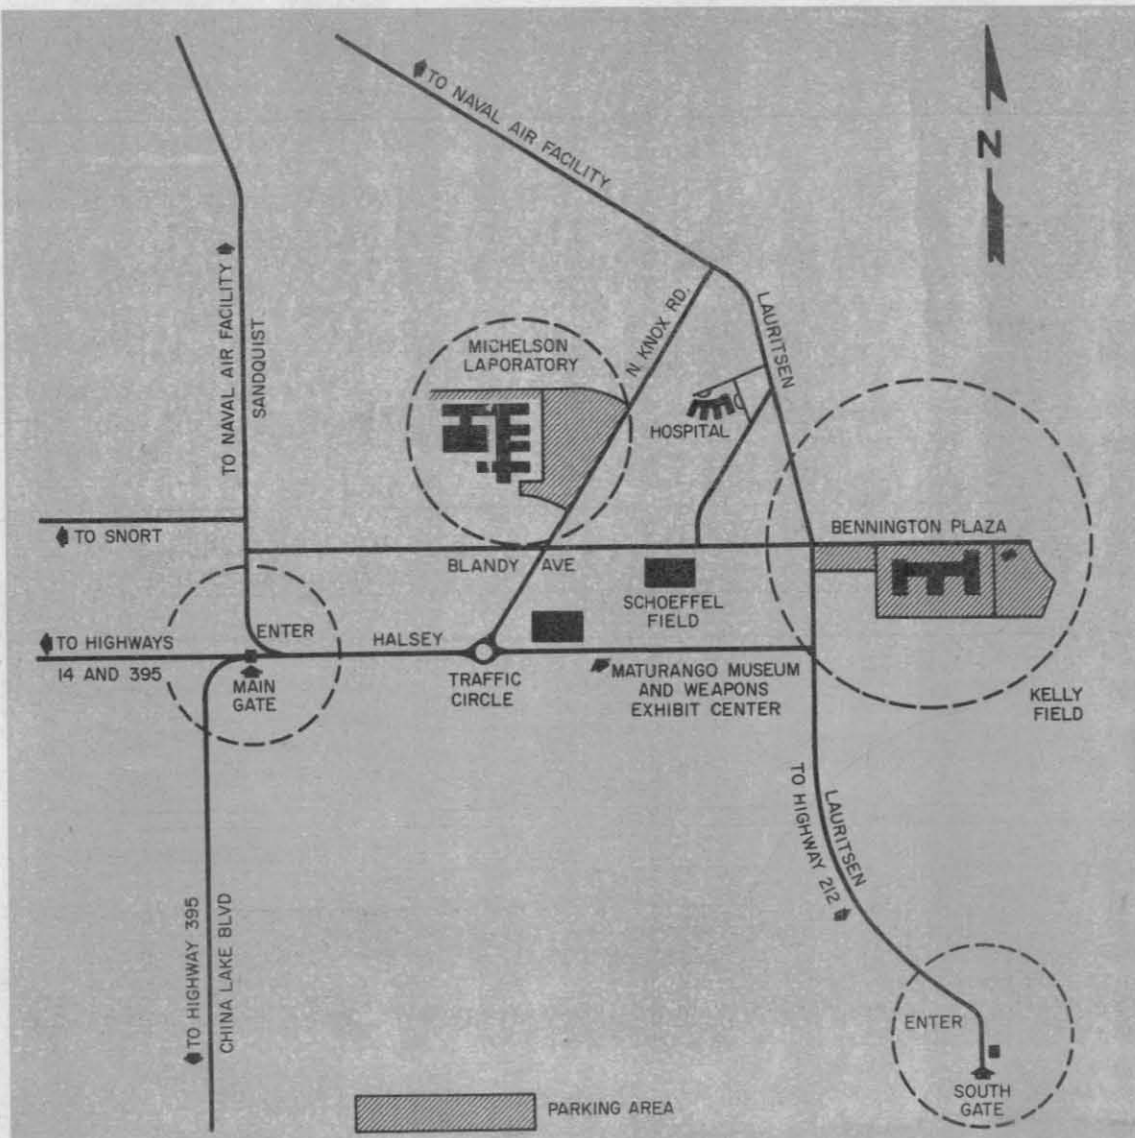 TO NAVAL AIR FACILITY
N
TO NAVAL AIR FACILITY
SANDQUIST
LAURITSEN
N KNOX RD.
MICHELSON
LAPORATORY
HOSPITAL
BENNINGTON PLAZA
TO SNORT
BLANDY AVE
SCHOEFFEL
FIELD
ENTER
HALSEY
TO HIGHWAYS
14 AND 395
MAIN
GATE
TRAFFIC
CIRCLE
MATURANGO MUSEUM
AND WEAPONS
EXHIBIT CENTER
KELLY
FIELD
LAURITSEN
TO HIGHWAY 212
TO HIGHWAY 395
CHINA LAKE BLVD
ENTER
SOUTH
GATE
PARKING AREA